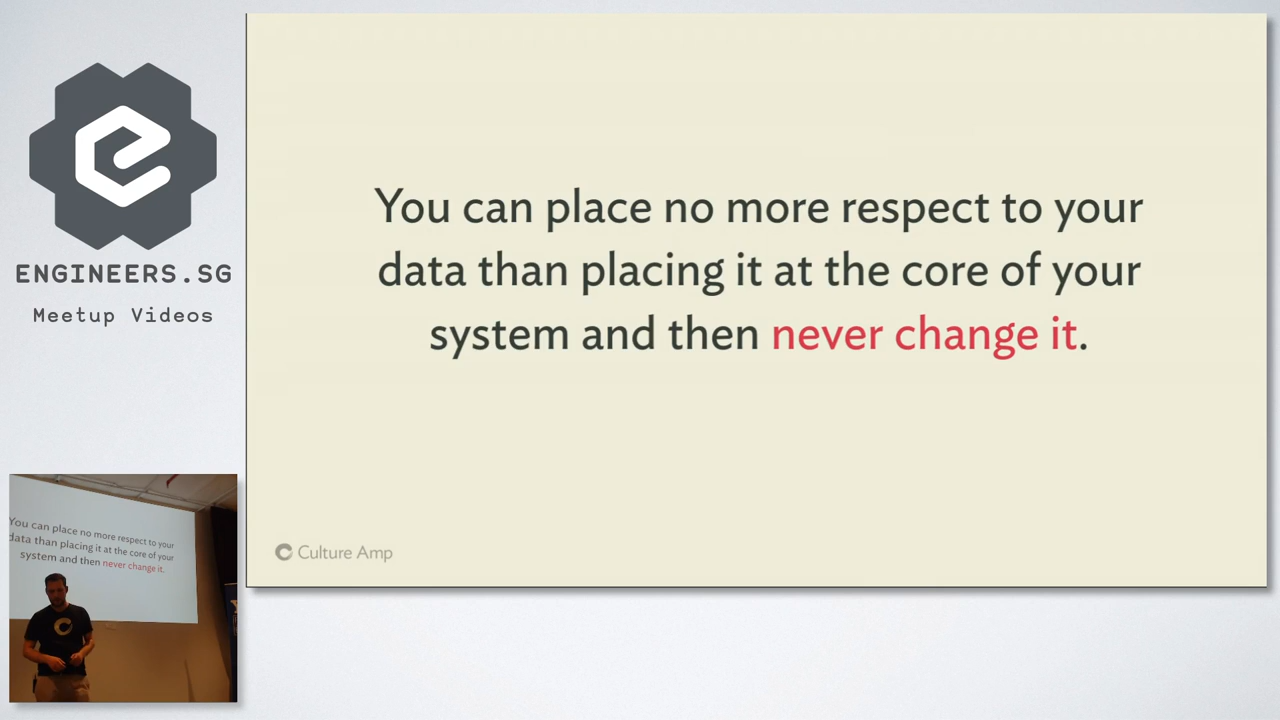 ENGINEERS.SG
Meetup Videos
You can place no more respect to your
data than placing it at the core of your
system and then never change it.
Culture Amp
You can place no more respect to your
data than placing it at the core of your
system and then never change it.